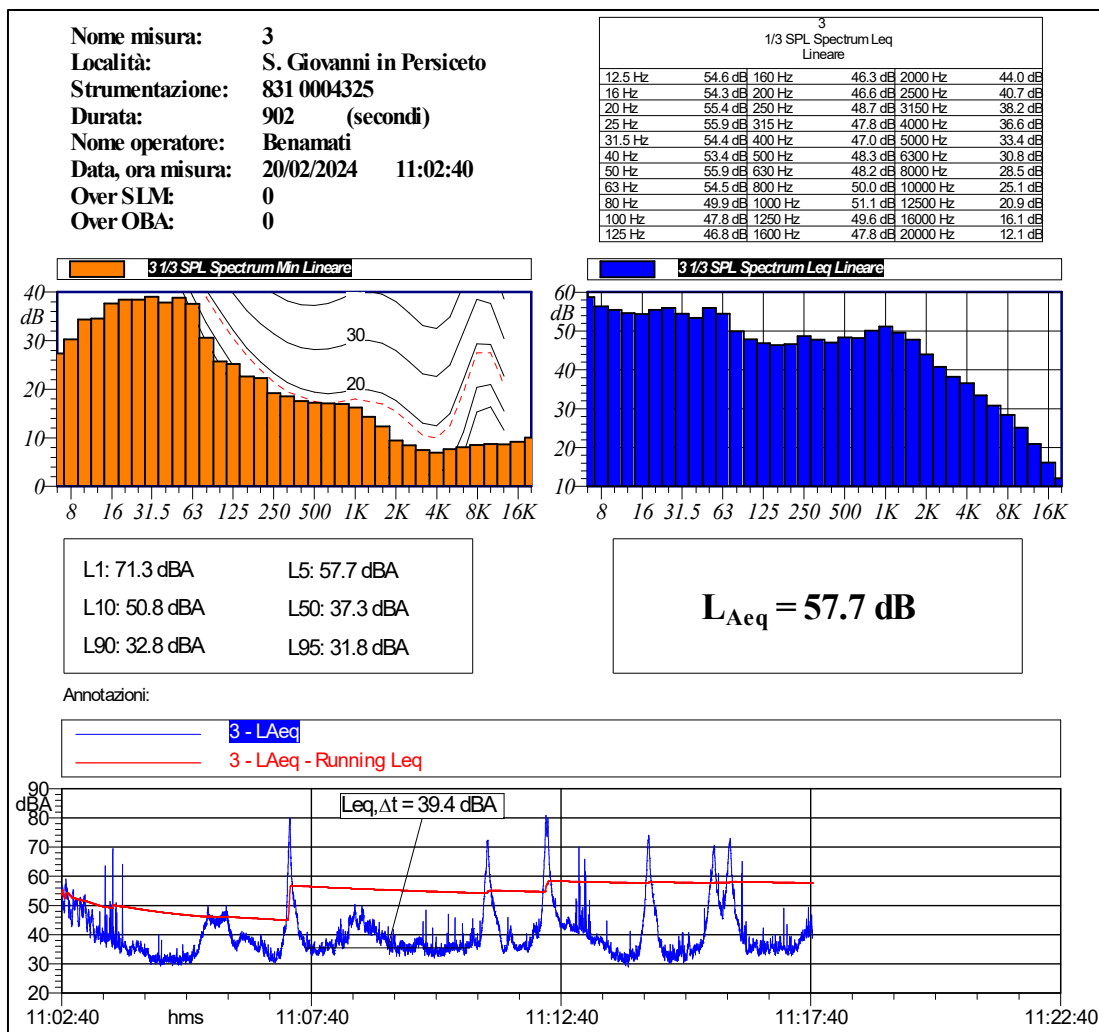 Nome misura: 3
Località: S. Giovanni in Persiceto
Strumentazione: 831 0004325
Durata: 902 (secondi)
Nome operatore: Benamati
Data, ora misura: 20/02/2024 11:02:40
Over SLM: 0
Over OBA: 0
3
1/3 SPL Spectrum Leq
Lineare
12.5 Hz 54.6 dB 160 Hz 46.3 dB 2000 Hz 44.0 dB
16 Hz 54.3 dB 200 Hz 46.6 dB 2500 Hz 40.7 dB
20 Hz 55.4 dB 250 Hz 48.7 dB 3150 Hz 38.2 dB
25 Hz 55.9 dB 315 Hz 47.8 dB 4000 Hz 36.6 dB
31.5 Hz 54.4 dB 400 Hz 47.0 dB 5000 Hz 33.4 dB
40 Hz 53.4 dB 500 Hz 48.3 dB 6300 Hz 30.8 dB
50 Hz 55.9 dB 630 Hz 48.2 dB 8000 Hz 28.5 dB
63 Hz 54.5 dB 800 Hz 50.0 dB 10000 Hz 25.1 dB
80 Hz 49.9 dB 1000 Hz 51.1 dB 12500 Hz 20.9 dB
100 Hz 47.8 dB 1250 Hz 49.6 dB 16000 Hz 16.1 dB
125 Hz 46.8 dB 1600 Hz 47.8 dB 20000 Hz 12.1 dB
3 1/3 SPL Spectrum Min Lineare
40
dB
30
20
10
0
30
20
8 16 31.5 63 125 250 500 1K 2K 4K 8K 16K
3 1/3 SPL Spectrum Leq Lineare
60
dB
50
40
30
20
10
8 16 31.5 63 125 250 500 1K 2K 4K 8K 16K
L1: 71.3 dBA L5: 57.7 dBA
L10: 50.8 dBA L50: 37.3 dBA
L90: 32.8 dBA L95: 31.8 dBA
LAeq = 57.7 dB
Annotazioni:
3 - LAeq
3 - LAeq - Running Leq
90
dBA
80
70
60
50
40
30
20
Leq,Δt = 39.4 dBA
11:02:40 hms 11:07:40 11:12:40 11:17:40 11:22:40